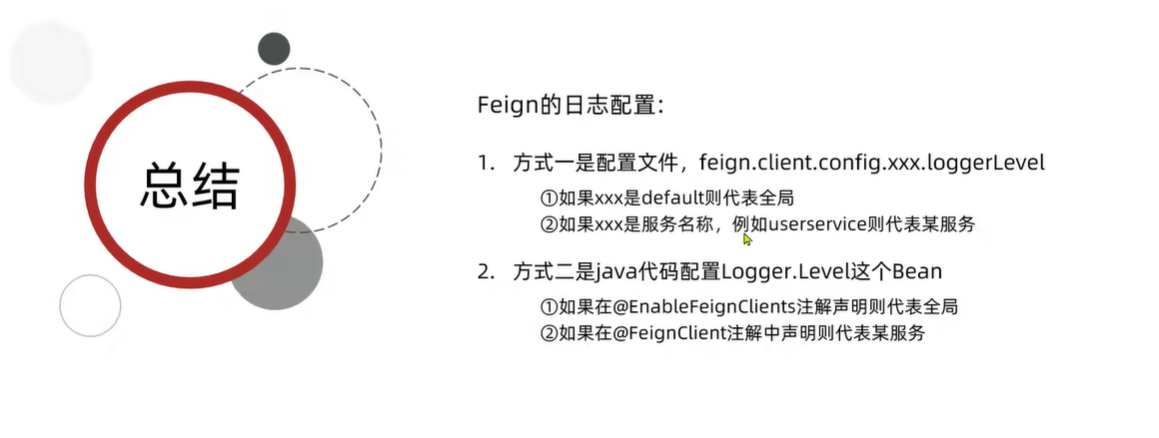 总结
Feign的日志配置：
1. 方式一是配置文件，feign.client.config.xxx.loggerLevel
①如果xxx是default则代表全局
②如果xxx是服务名称，例如userservice则代表某服务
2. 方式二是java代码配置Logger.Level这个Bean
①如果在@EnableFeignClients注解声明则代表全局
②如果在@FeignClient注解中声明则代表某服务